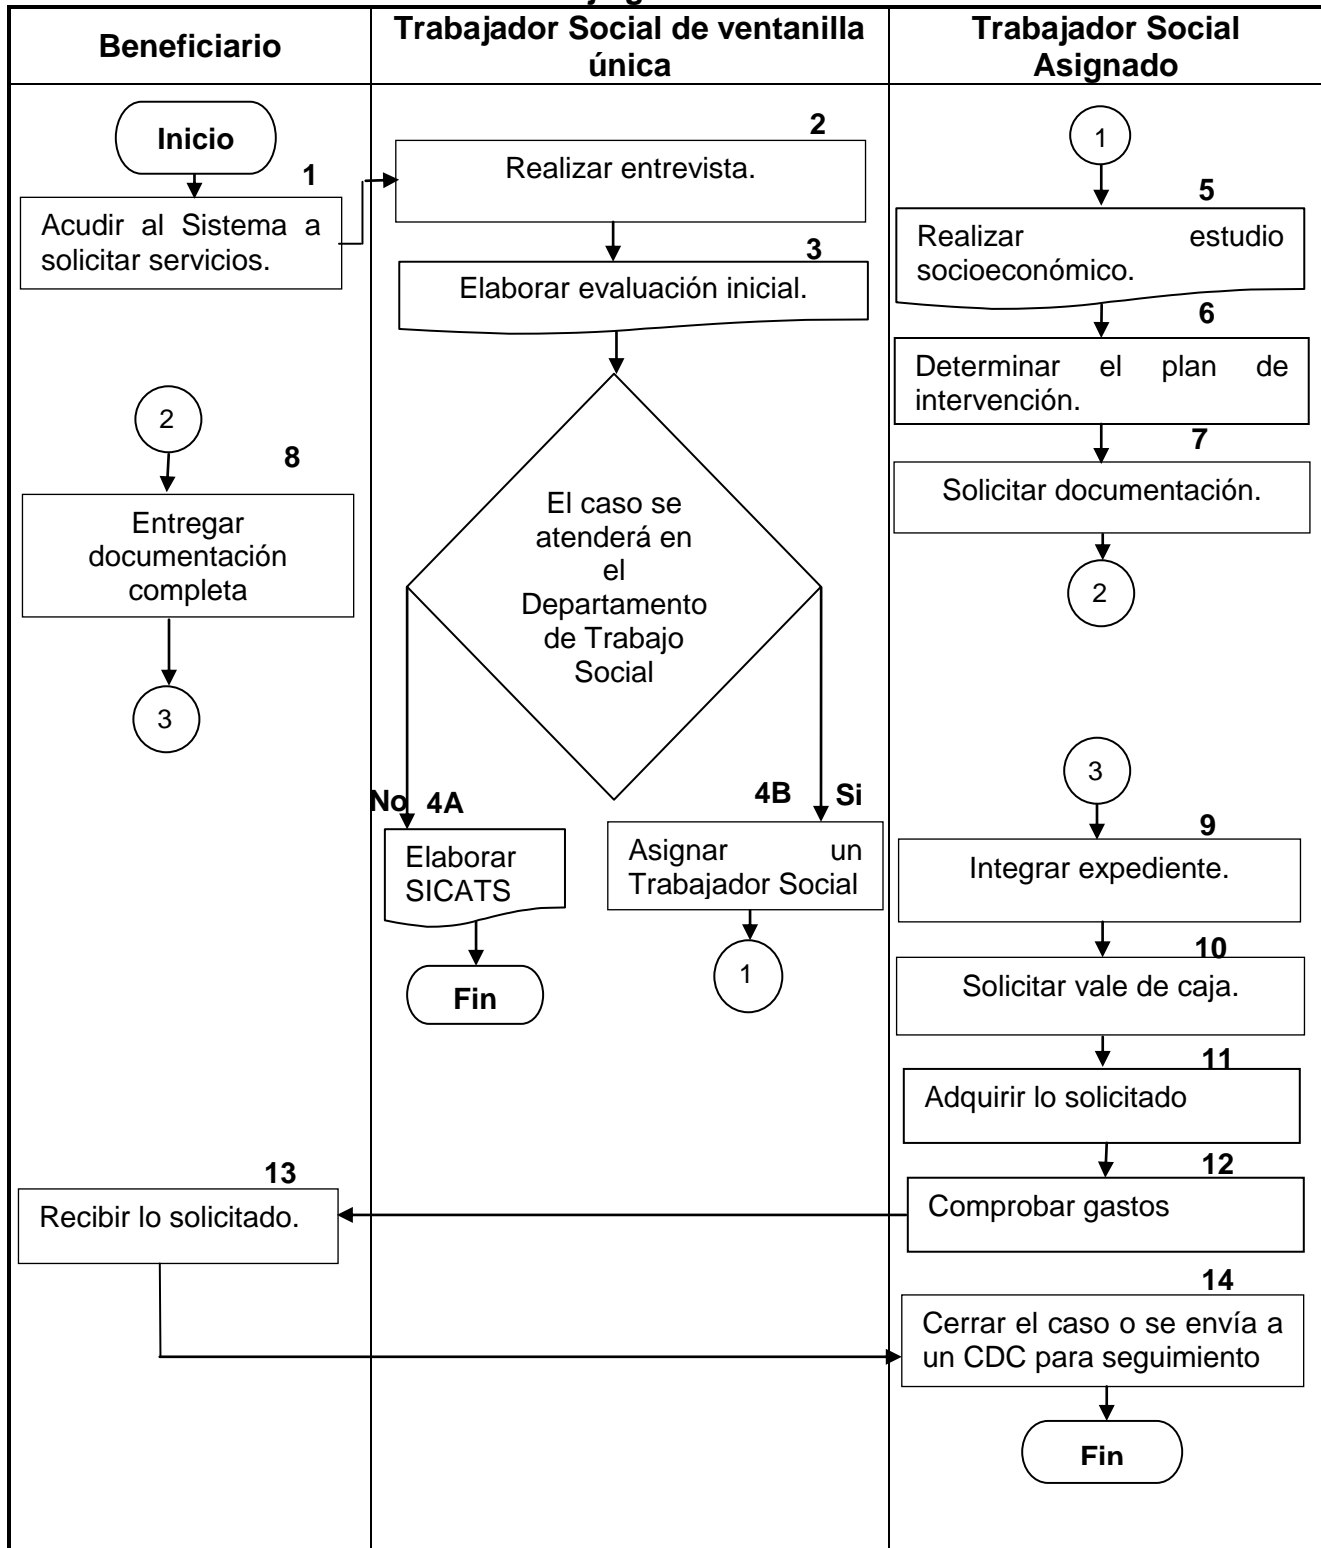 Beneficiario
Trabajador Social de ventanilla
única
Trabajador Social
Asignado
Inicio
1
Acudir al Sistema a
solicitar servicios.
2
Realizar entrevista.
3
Elaborar evaluación inicial.
El caso se
atenderá en
el
Departamento
de Trabajo
Social
No
4A
Elaborar
SICATS
Fin
4B
Si
Asignar un
Trabajador Social
1
1
5
Realizar estudio
socioeconómico.
6
Determinar el plan de
intervención.
7
Solicitar documentación.
2
2
8
Entregar
documentación
completa
3
3
9
Integrar expediente.
10
Solicitar vale de caja.
11
Adquirir lo solicitado
12
Comprobar gastos
13
Recibir lo solicitado.
14
Cerrar el caso o se envía a
un CDC para seguimiento
Fin